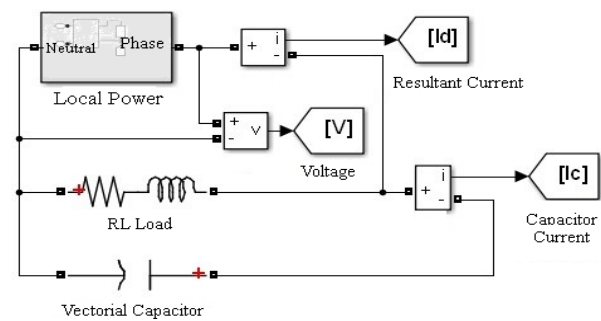 Neutral
Phase
Local Power
+
-
i
[Id]
Resultant Current
+
-
v
[V]
Voltage
+
RL Load
+
-
i
[Ic]
Capacitor
Current
+
Vectorial Capacitor